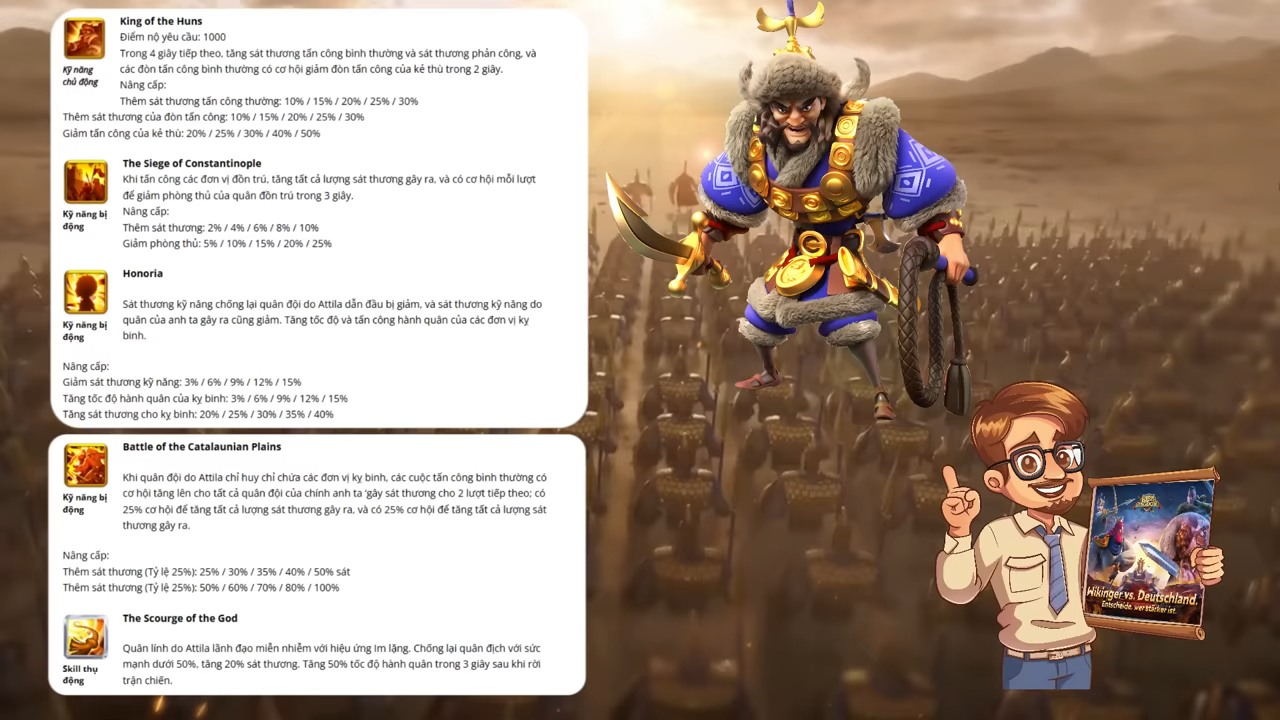 King of the Huns
Điểm nộ yêu cầu: 1000
Trong 4 giây tiếp theo, tăng sát thương tấn công bình thường và sát thương phản công, và
các đòn tấn công bình thường có cơ hội giảm đòn tấn công của kẻ thù trong 2 giây.
Kỹ năng
chủ động
Nâng cấp:
Thêm sát thương tấn công thường: 10% / 15% / 20% / 25% / 30%
Thêm sát thương của đòn tấn công: 10% / 15% / 20% / 25% / 30%
Giảm tấn công của kẻ thù: 20% / 25% / 30% / 40% / 50%
The Siege of Constantinople
Khi tấn công các đơn vị đồn trú, tăng tất cả lượng sát thương gây ra, và có cơ hội mỗi lượt
để giảm phòng thủ của quân đồn trú trong 3 giây.
Kỹ năng bị
động
Nâng cấp:
Thêm sát thương: 2% / 4% / 6% / 8% / 10%
Giảm phòng thủ: 5% / 10% / 15% / 20% / 25%
Honoria
Sát thương kỹ năng chống lại quân đội do Attila dẫn đầu bị giảm, và sát thương kỹ năng do
quân của anh ta gây ra cũng giảm. Tăng tốc độ và tấn công hành quân của các đơn vị kỵ
binh.
Kỹ năng bị
động
Nâng cấp:
Giảm sát thương kỹ năng: 3% / 6% / 9% / 12% / 15%
Tăng tốc độ hành quân của kỵ binh: 3% / 6% / 9% / 12% / 15%
Tăng sát thương cho kỵ binh: 20% / 25% / 30% / 35% / 40%
Battle of the Catalaunian Plains
Khi quân đội do Attila chỉ huy chỉ chứa các đơn vị kỵ binh, các cuộc tấn công bình thường có
cơ hội tăng lên cho tất cả quân đội của chính anh ta 'gây sát thương cho 2 lượt tiếp theo; có
25% cơ hội để tăng tất cả lượng sát thương gây ra, và có 25% cơ hội để tăng tất cả lượng sát
thương gây ra.
Kỹ năng bị
động
Nâng cấp:
Thêm sát thương (Tỷ lệ 25%): 25% / 30% / 35% / 40% / 50% sát
Thêm sát thương (Tỷ lệ 25%): 50% / 60% / 70% / 80% / 100%
The Scourge of the God
Quân lính do Attila lãnh đạo miễn nhiễm với hiệu ứng Im lặng. Chống lại quân địch với sức
mạnh dưới 50%, tăng 20% sát thương. Tăng 50% tốc độ hành quân trong 3 giây sau khi rời
trận chiến.
Skill thụ
động
Wikinger vs. Deutschland.
Entscheide, wer stärker ist.